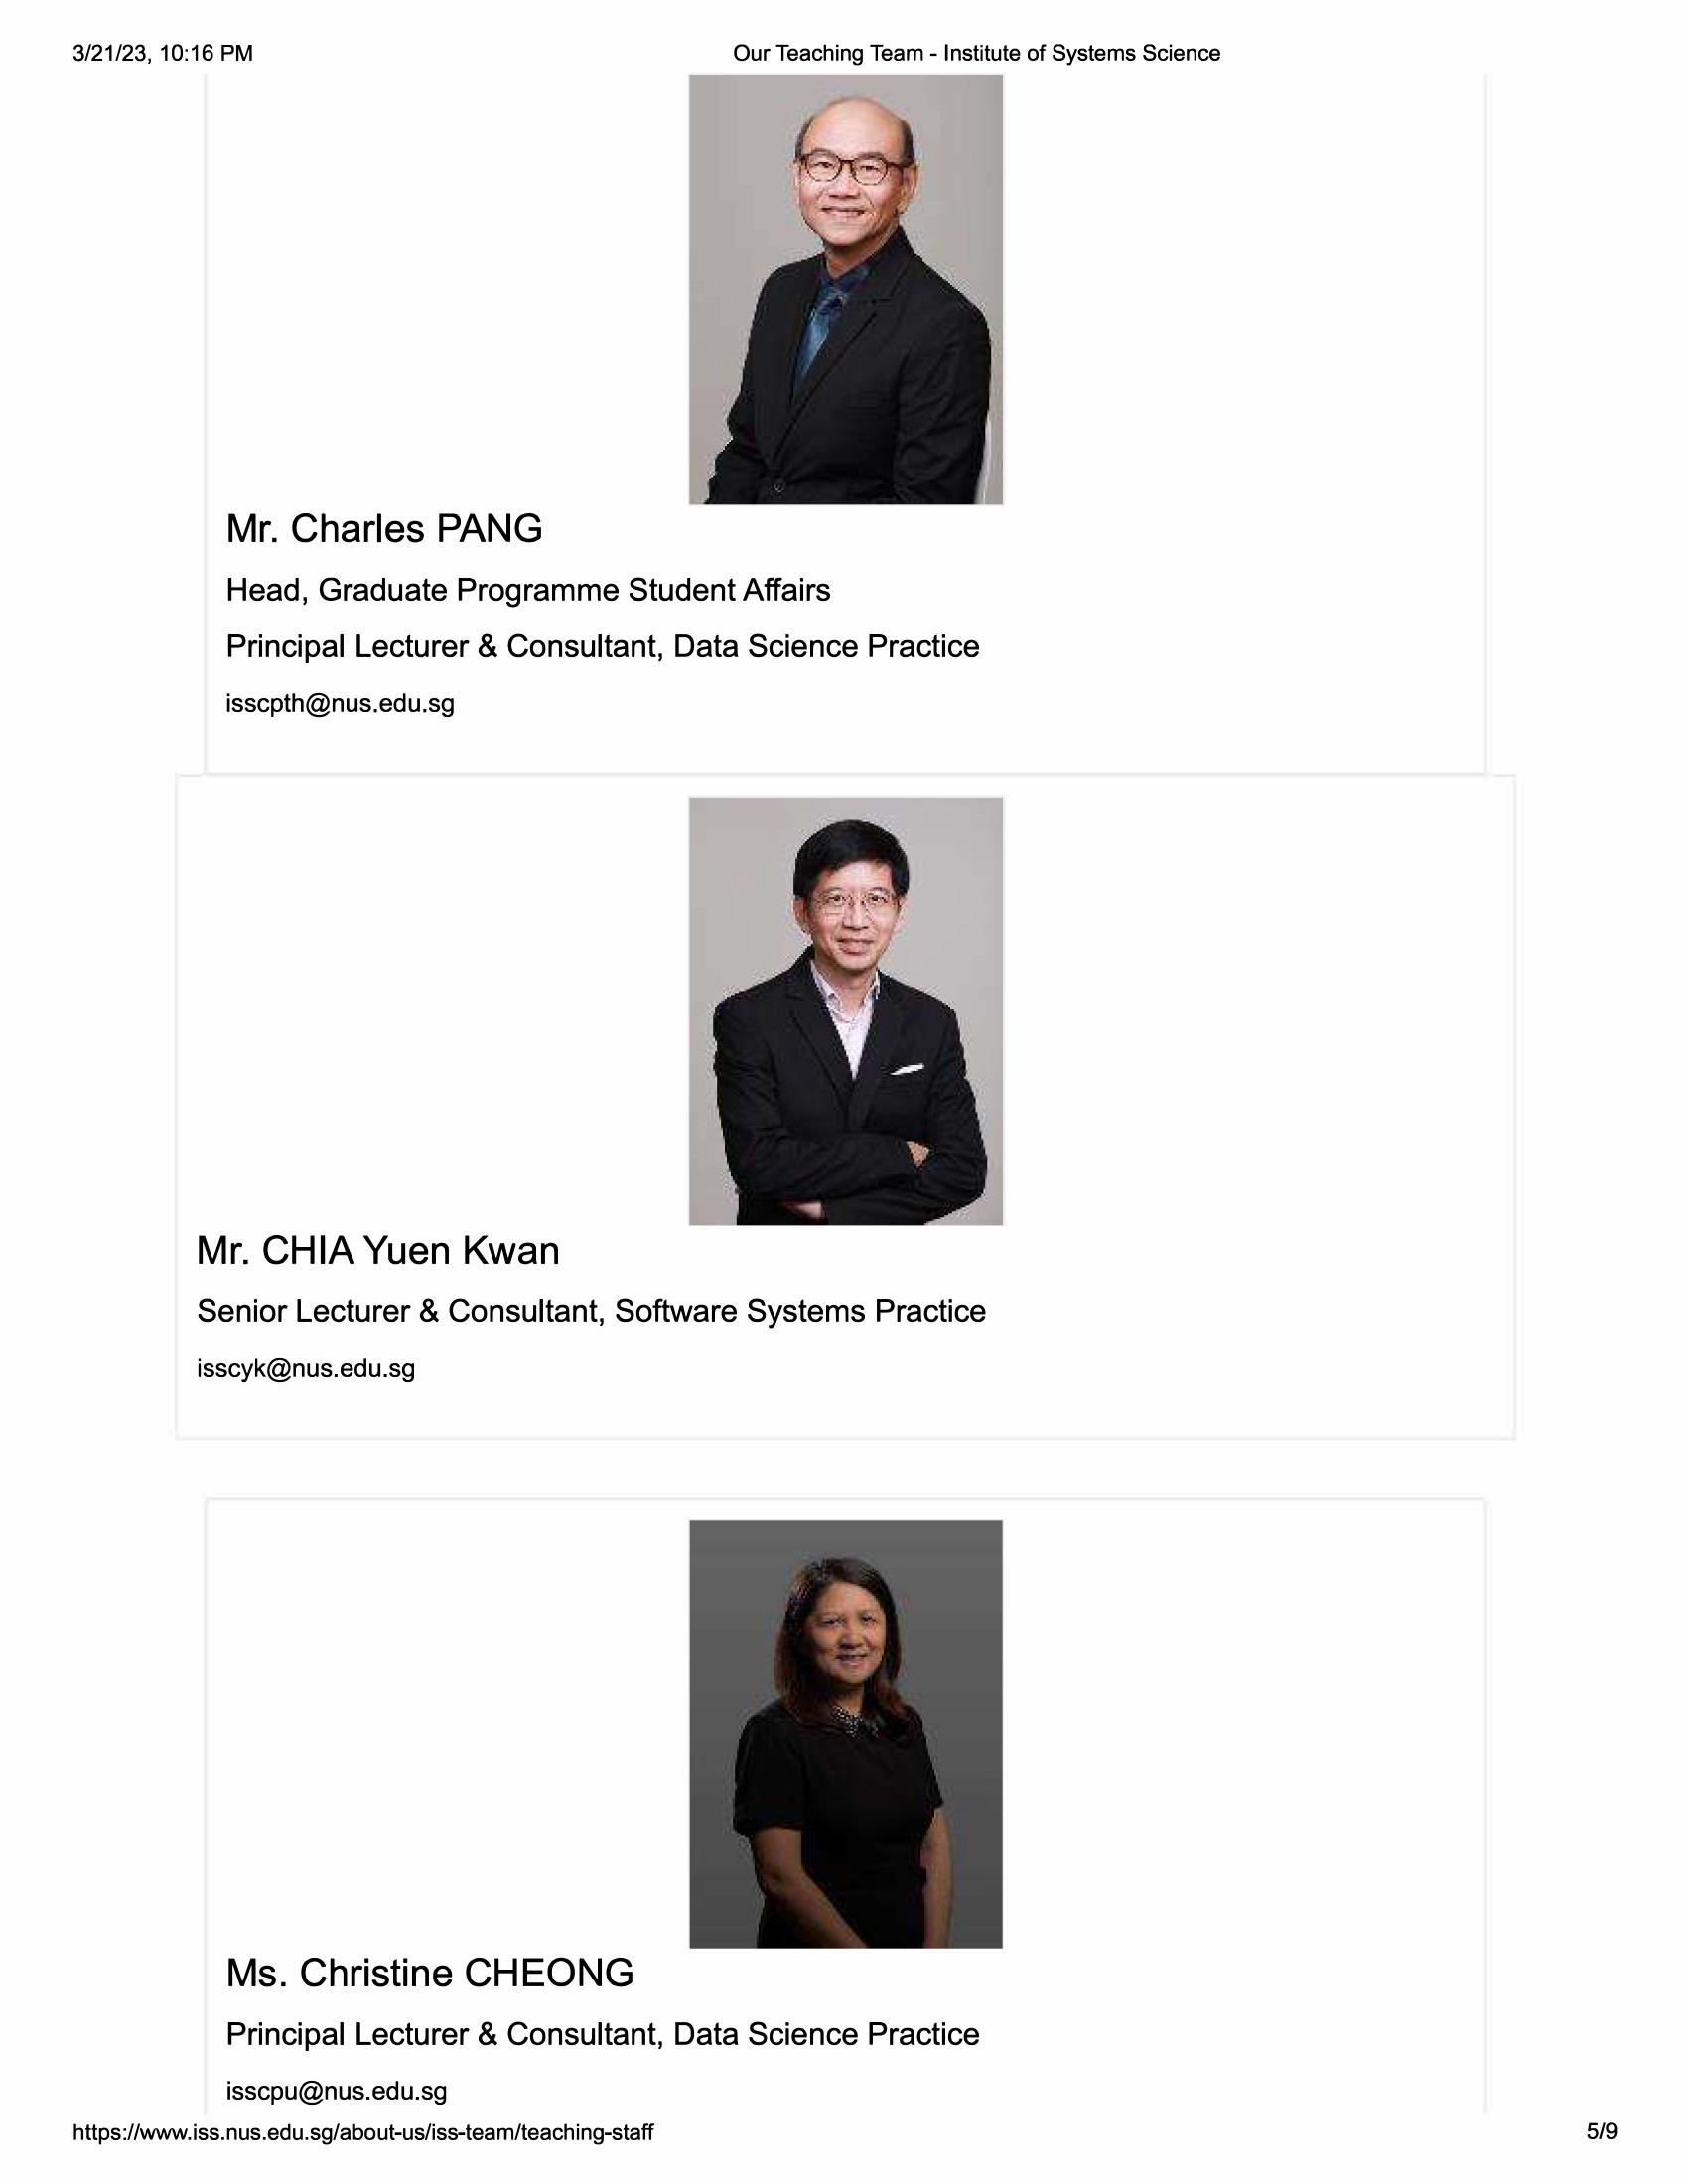 3/21/23, 10:16 PM
Our Teaching Team - Institute of Systems Science
Mr. Charles PANG
Head, Graduate Programme Student Affairs
Principal Lecturer & Consultant, Data Science Practice
isscpth@nus.edu.sg
Mr. CHIA Yuen Kwan
Senior Lecturer & Consultant, Software Systems Practice
isscyk@nus.edu.sg
Ms. Christine CHEONG
Principal Lecturer & Consultant, Data Science Practice
isscpu@nus.edu.sg
https://www.iss.nus.edu.sg/about-us/iss-team/teaching-staff
5/9